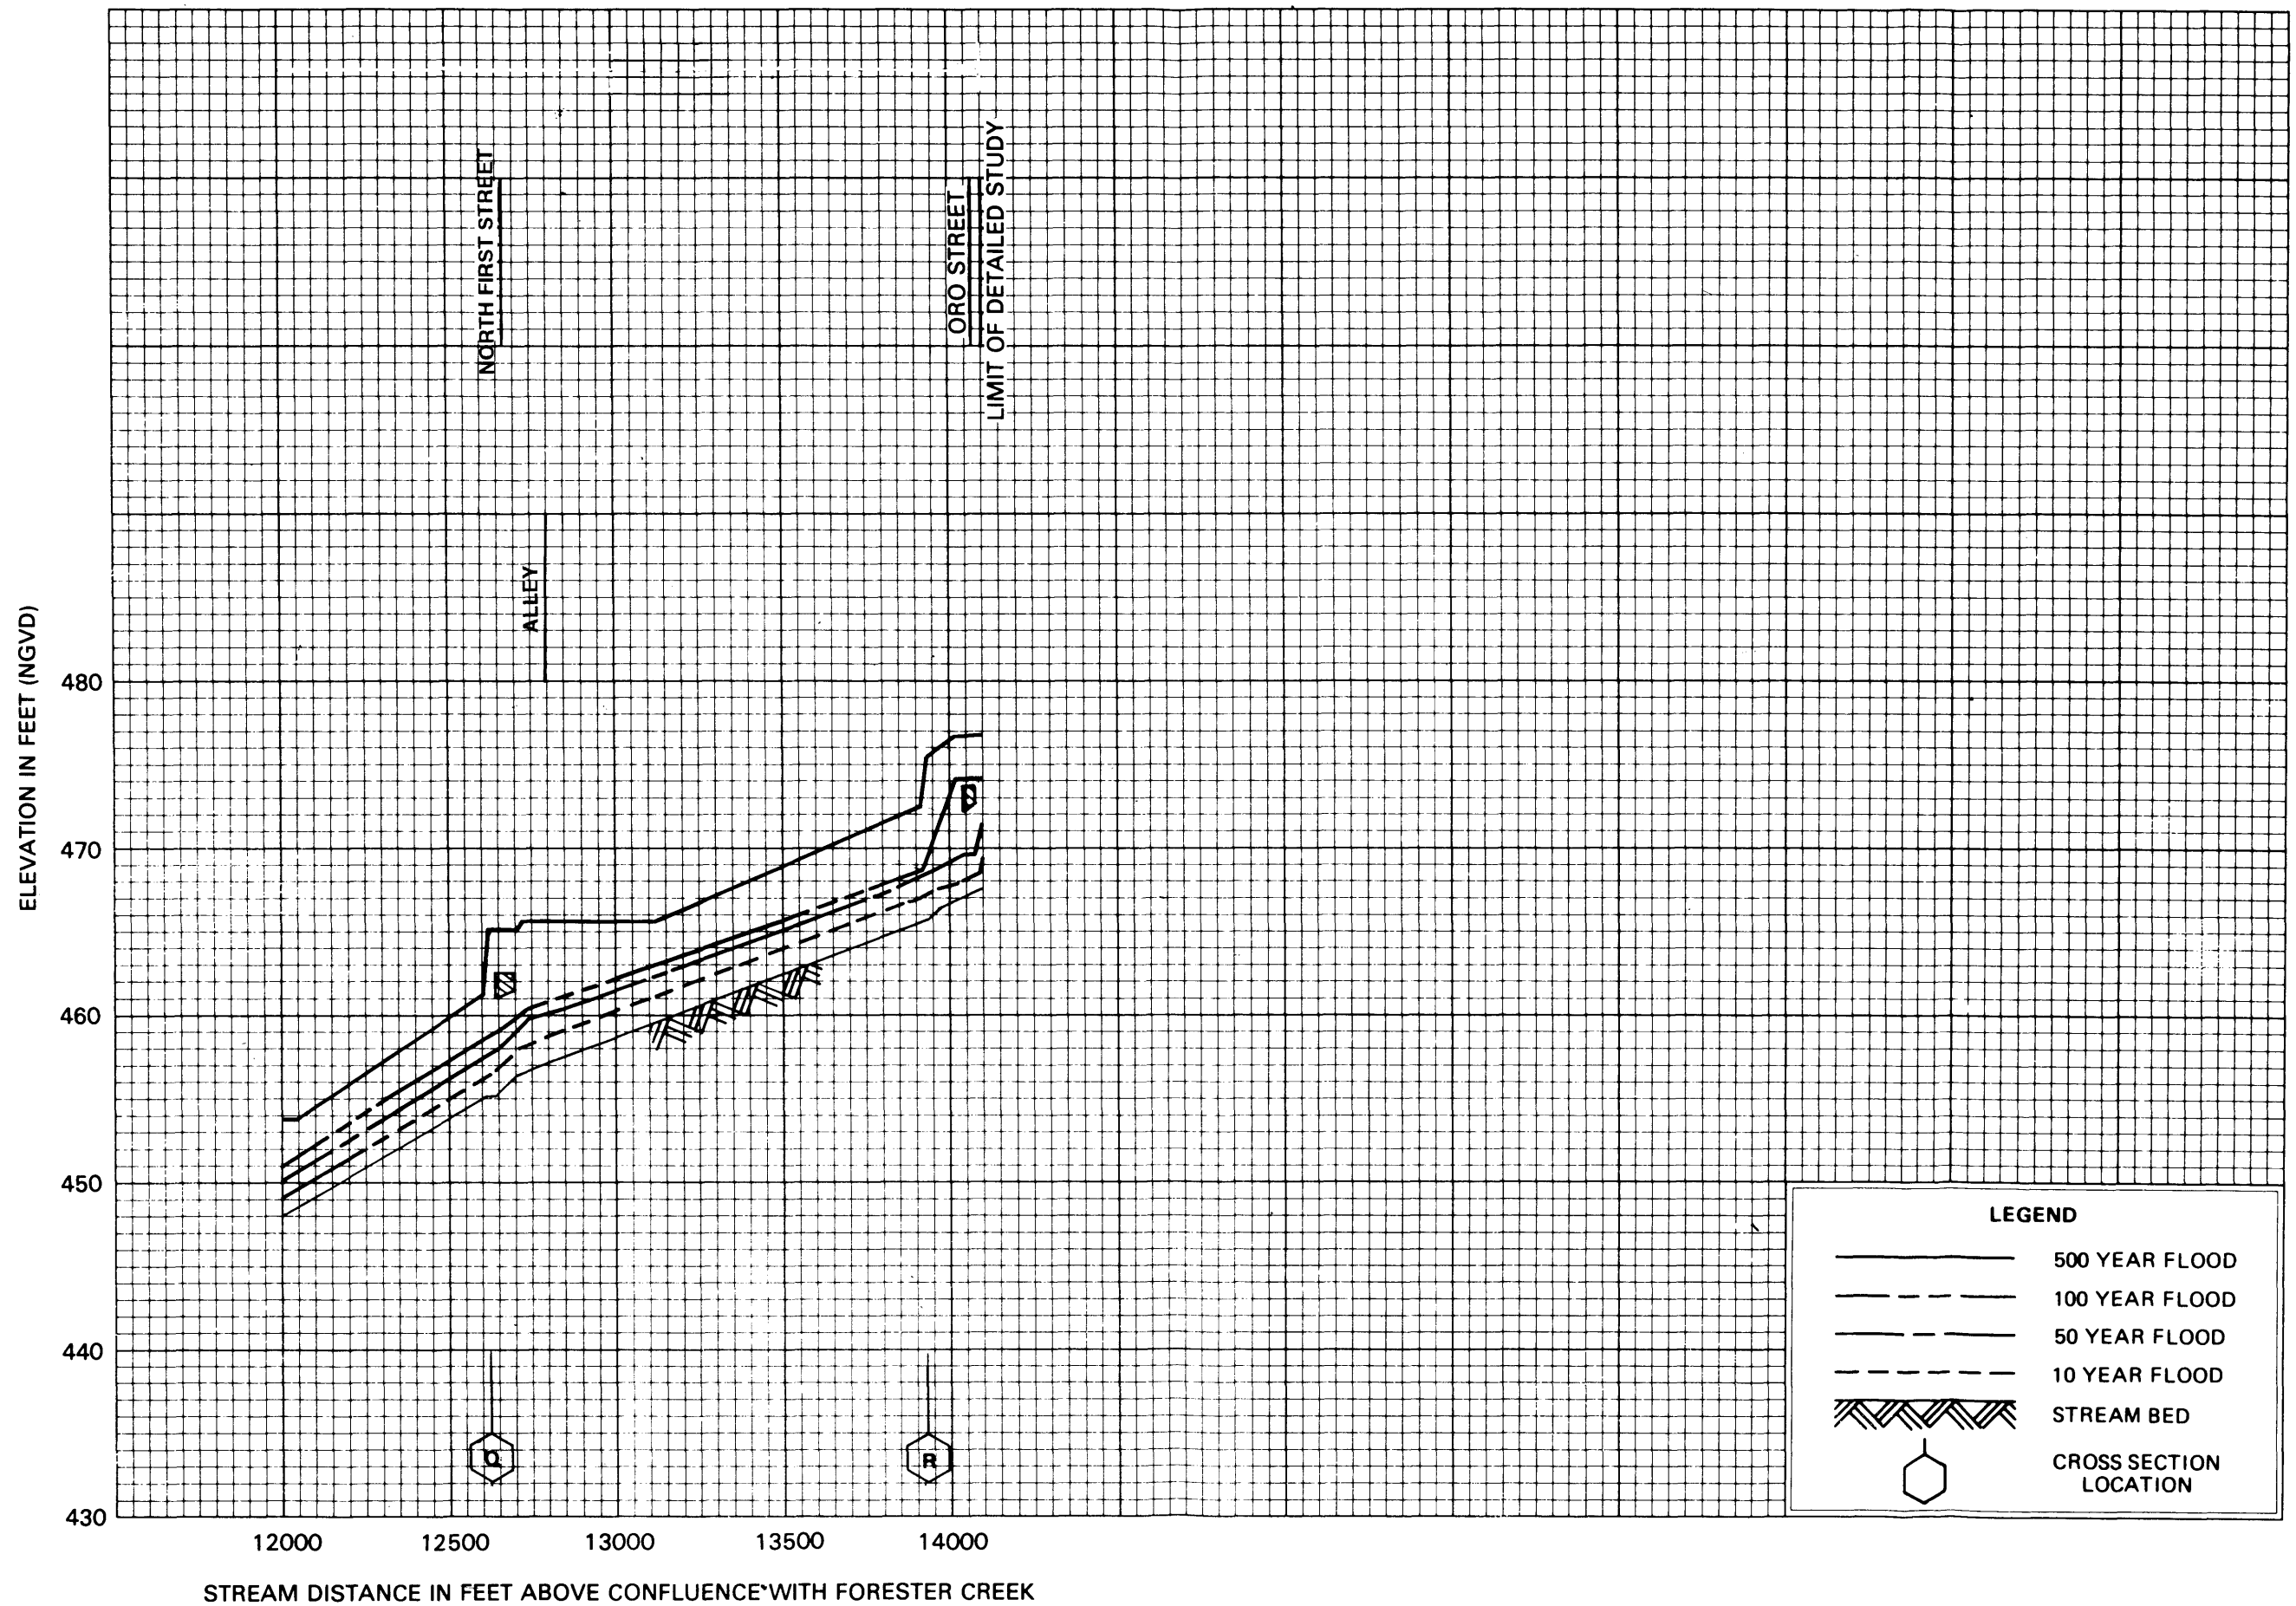 NORTH FIRST STREET
ORO STREET
LIMIT OF DETAILED STUDY
ALLEY
ELEVATION IN FEET (NGVD)
480
470
460
450
440
430
Q
R
12000
12500
13000
13500
14000
STREAM DISTANCE IN FEET ABOVE CONFLUENCE WITH FORESTER CREEK
LEGEND
500 YEAR FLOOD
100 YEAR FLOOD
50 YEAR FLOOD
10 YEAR FLOOD
STREAM BED
CROSS SECTION
LOCATION